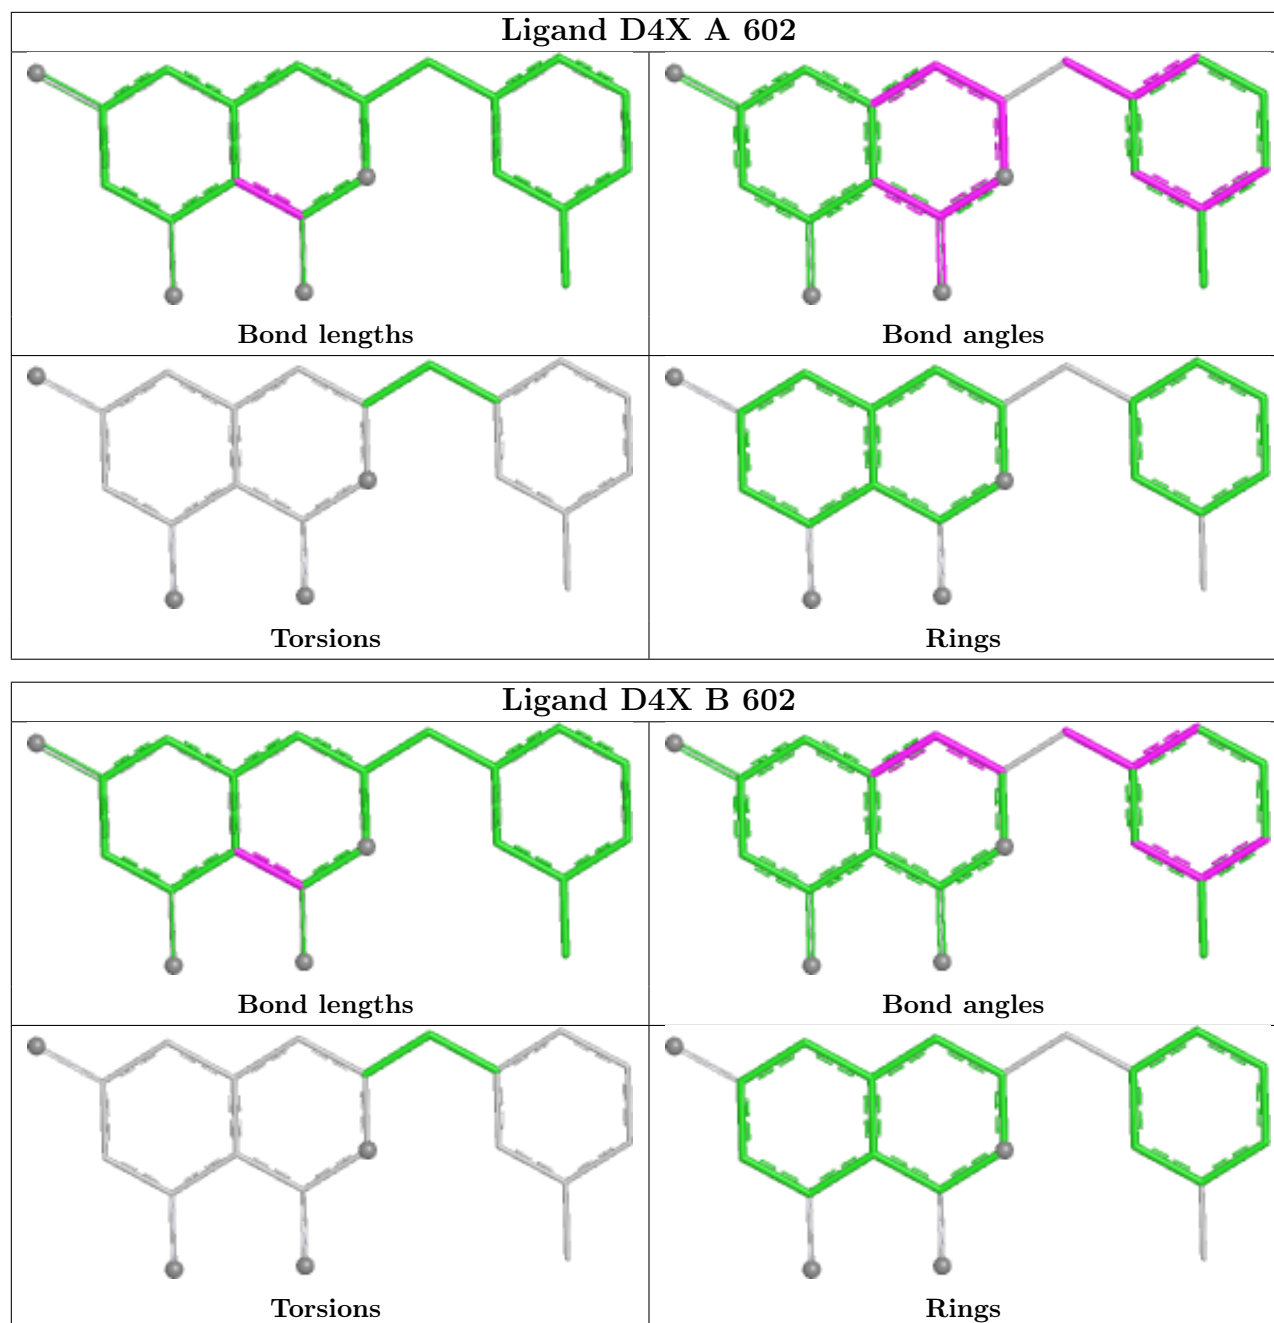 Ligand D4X A 602
Bond lengths
Bond angles
Torsions
Rings
Ligand D4X B 602
Bond lengths
Bond angles
Torsions
Rings